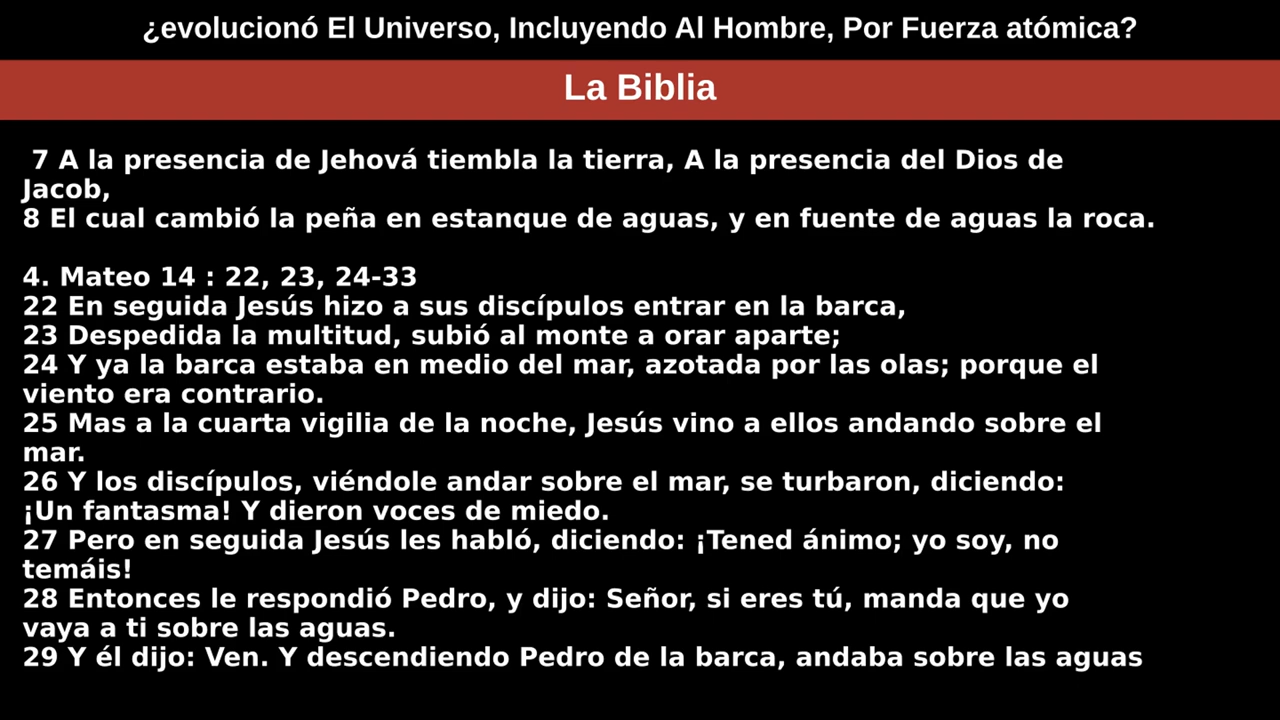 ¿evolucionó El Universo, Incluyendo Al Hombre, Por Fuerza atómica?
La Biblia
7 A la presencia de Jehová tiembla la tierra, A la presencia del Dios de
Jacob,
8 El cual cambió la peña en estanque de aguas, y en fuente de aguas la roca.
4. Mateo 14 : 22, 23, 24-33
22 En seguida Jesús hizo a sus discípulos entrar en la barca,
23 Despedida la multitud, subió al monte a orar aparte;
24 Y ya la barca estaba en medio del mar, azotada por las olas; porque el
viento era contrario.
25 Mas a la cuarta vigilia de la noche, Jesús vino a ellos andando sobre el
mar.
26 Y los discípulos, viéndole andar sobre el mar, se turbaron, diciendo:
¡Un fantasma! Y dieron voces de miedo.
27 Pero en seguida Jesús les habló, diciendo: ¡Tened ánimo; yo soy, no
temáis!
28 Entonces le respondió Pedro, y dijo: Señor, si eres tú, manda que yo
vaya a ti sobre las aguas.
29 Y él dijo: Ven. Y descendiendo Pedro de la barca, andaba sobre las aguas